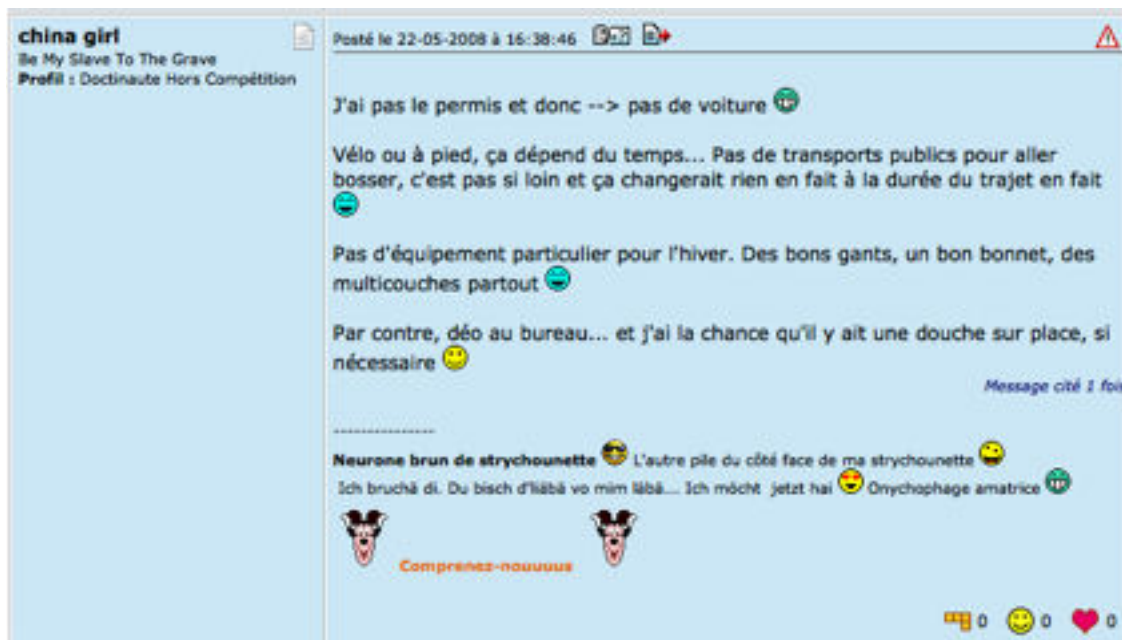 china girl
Be My Slave To The Grave
Profil : Doctinaute Hors Compétition
Posté le 22-05-2008 à 16:38:46
J'ai pas le permis et donc --> pas de voiture
Vélo ou à pied, ça dépend du temps... Pas de transports publics pour aller
bosser, c'est pas si loin et ça changerait rien en fait à la durée du trajet en fait
Pas d'équipement particulier pour l'hiver. Des bons gants, un bon bonnet, des
multicouches partout
Par contre, déo au bureau... et j'ai la chance qu'il y ait une douche sur place, si
nécessaire
Message cité 1 fois
---------------
Neurone brun de strychounette L'autre pile du côté face de ma strychounette
Ich bruchä di. Du bisch d'liäbä vo mim läbä... Ich möcht jetzt hai Onychophage amatrice
Comprenez-nouuuus
0 0 0